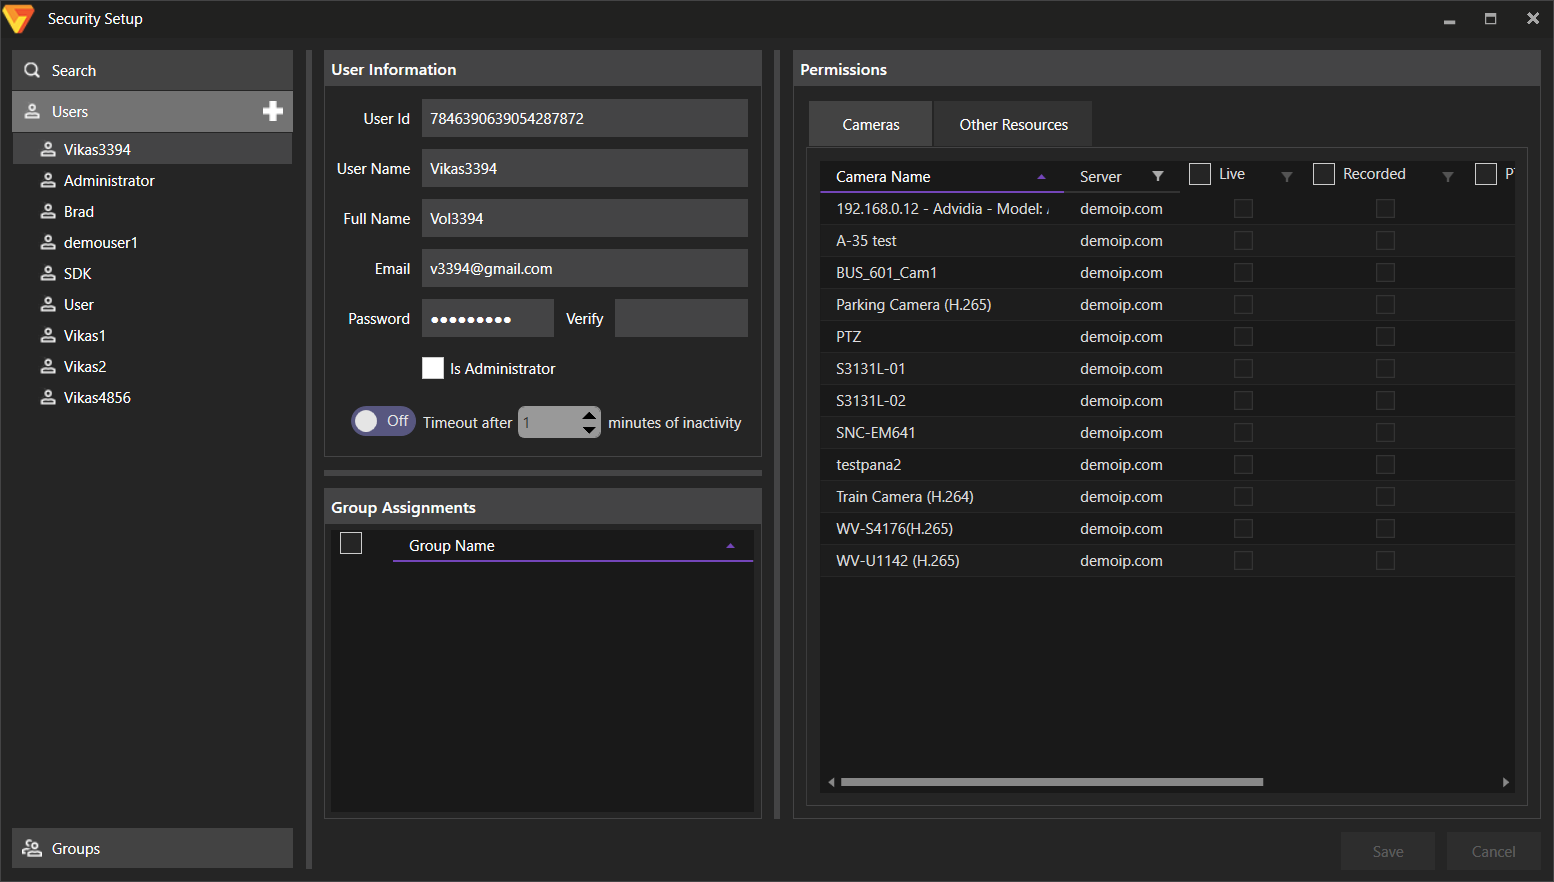 Security Setup
Search
Users
Vikas3394
Administrator
Brad
demouser1
SDK
User
Vikas1
Vikas2
Vikas4856
Groups
User Information
User Id 7846390639054287872
User Name Vikas3394
Full Name Vol3394
Email v3394@gmail.com
Password ●●●●●●●●● Verify
Is Administrator
Off Timeout after 1 minutes of inactivity
Group Assignments
Group Name
Permissions
Cameras Other Resources
Camera Name Server Live Recorded
192.168.0.12 - Advidia - Model: demoip.com
A-35 test demoip.com
BUS_601_Cam1 demoip.com
Parking Camera (H.265) demoip.com
PTZ demoip.com
S3131L-01 demoip.com
S3131L-02 demoip.com
SNC-EM641 demoip.com
testpana2 demoip.com
Train Camera (H.264) demoip.com
WV-S4176(H.265) demoip.com
WV-U1142 (H.265) demoip.com
Save Cancel